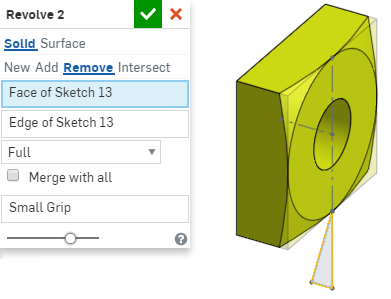 Revolve 2
Solid Surface
New Add Remove Intersect
Face of Sketch 13
Edge of Sketch 13
Full
Merge with all
Small Grip
?